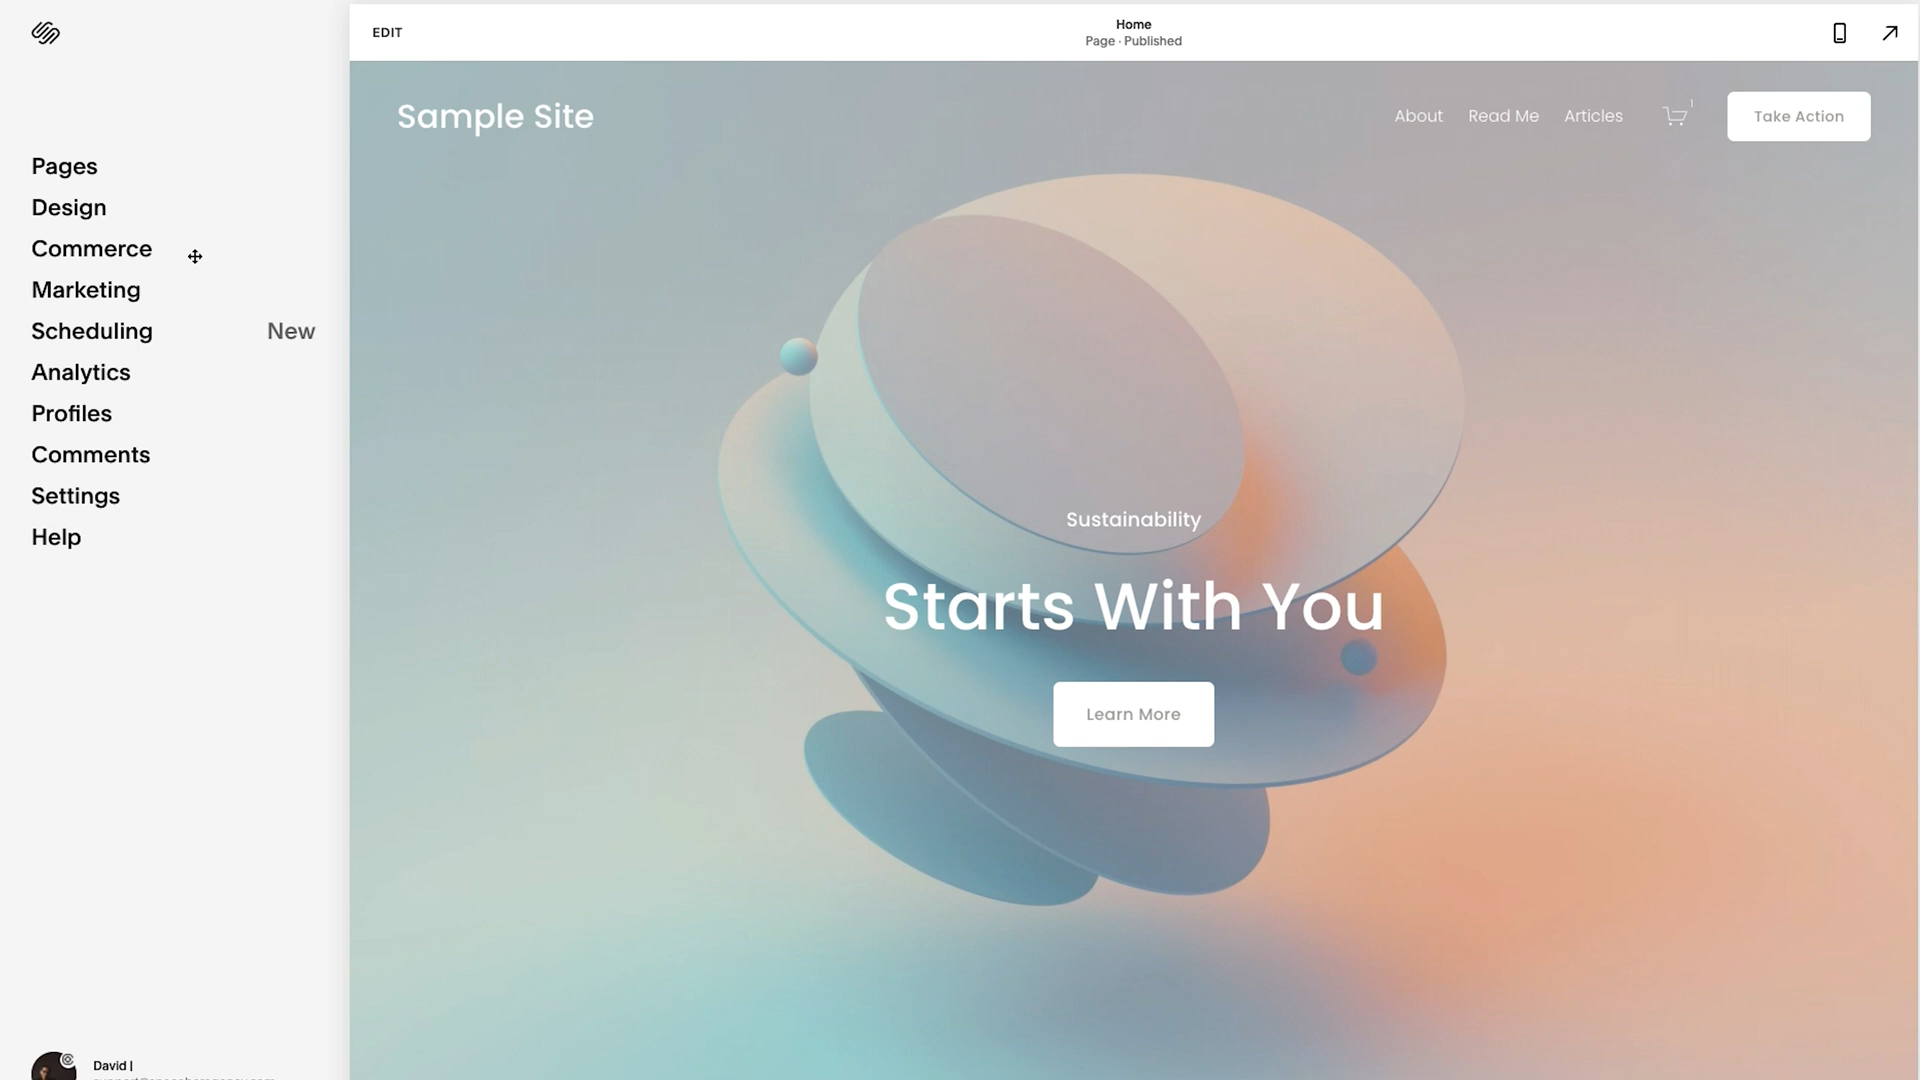 EDIT
Home
Page · Published
Sample Site
About
Read Me
Articles
1
Take Action
Pages
Design
Commerce
Marketing
Scheduling
New
Analytics
Profiles
Comments
Settings
Help
Sustainability
Starts With You
Learn More
David |